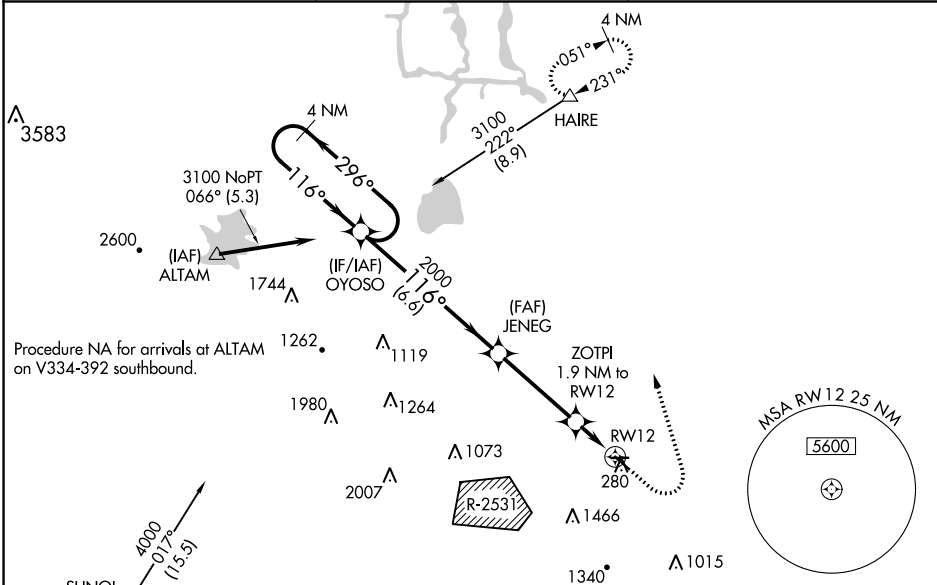 4 NM
051°
231°
HAIRE
3583
4 NM
3100
222°
(8.9)
296°
116°
3100 NoPT
066° (5.3)
2600
(IAF)
ALTAM
(IF/IAF)
OYOSO
2000
116°
(6.6)
1744
(FAF)
JENEG
Procedure NA for arrivals at ALTAM
on V334-392 southbound.
1262
1119
ZOTPI
1.9 NM to
RW12
1980
1264
MSA RW12 25 NM
5600
RW12
1073
280
2007
R-2531
1466
4000
017°
(15.5)
1340
1015